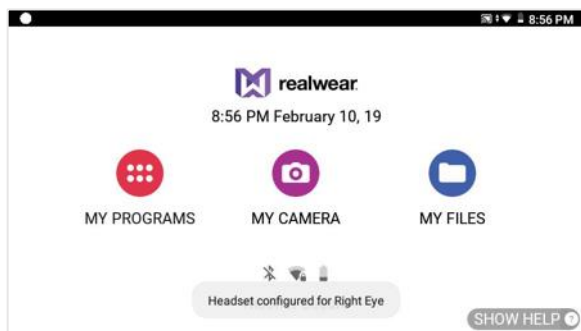 8:56 PM
realwear
8:56 PM February 10, 19
MY PROGRAMS
MY CAMERA
MY FILES
Headset configured for Right Eye
SHOW HELP ?